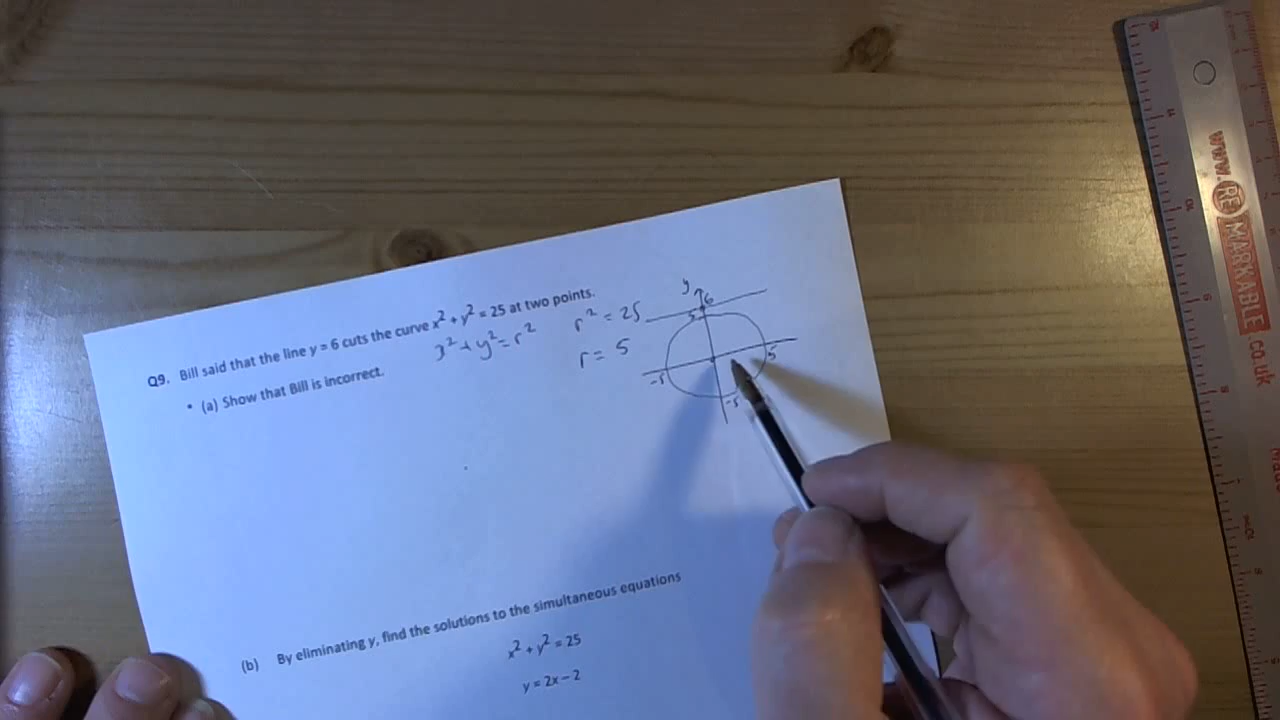 Q9. Bill said that the line y = 6 cuts the curve x² + y² = 25 at two points.
x² + y² = r²
r² = 25
r = 5
• (a) Show that Bill is incorrect.
y
6
5
-5
5
-5
(b) By eliminating y, find the solutions to the simultaneous equations
x² + y² = 25
y = 2x – 2
www.REMARKABLE.co.uk